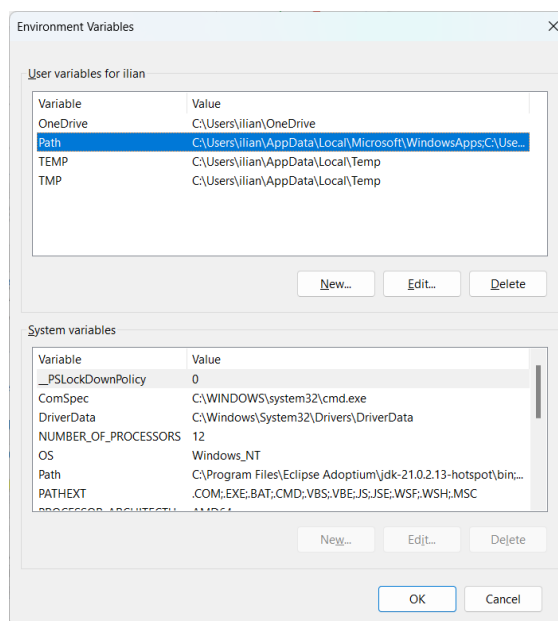 Environment Variables
User variables for ilian
Variable Value
OneDrive C:\Users\ilian\OneDrive
Path C:\Users\ilian\AppData\Local\Microsoft\WindowsApps;C:\Use...
TEMP C:\Users\ilian\AppData\Local\Temp
TMP C:\Users\ilian\AppData\Local\Temp
New... Edit... Delete
System variables
Variable Value
__PSLockDownPolicy 0
ComSpec C:\WINDOWS\system32\cmd.exe
DriverData C:\Windows\System32\Drivers\DriverData
NUMBER_OF_PROCESSORS 12
OS Windows_NT
Path C:\Program Files\Eclipse Adoptium\jdk-21.0.2.13-hotspot\bin;...
PATHEXT .COM;.EXE;.BAT;.CMD;.VBS;.VBE;.JS;.JSE;.WSF;.WSH;.MSC
PROCESSOR_ARCHITECTU... AMD64
New... Edit... Delete
OK Cancel